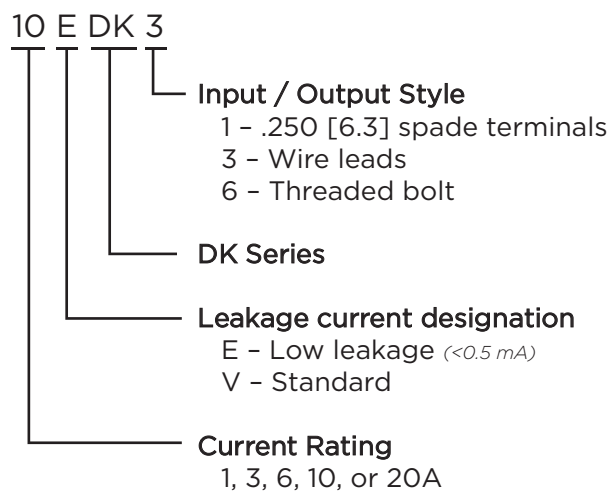 10 E DK 3
Input / Output Style
1 – .250 [6.3] spade terminals
3 – Wire leads
6 – Threaded bolt
DK Series
Leakage current designation
E – Low leakage (<0.5 mA)
V – Standard
Current Rating
1, 3, 6, 10, or 20A